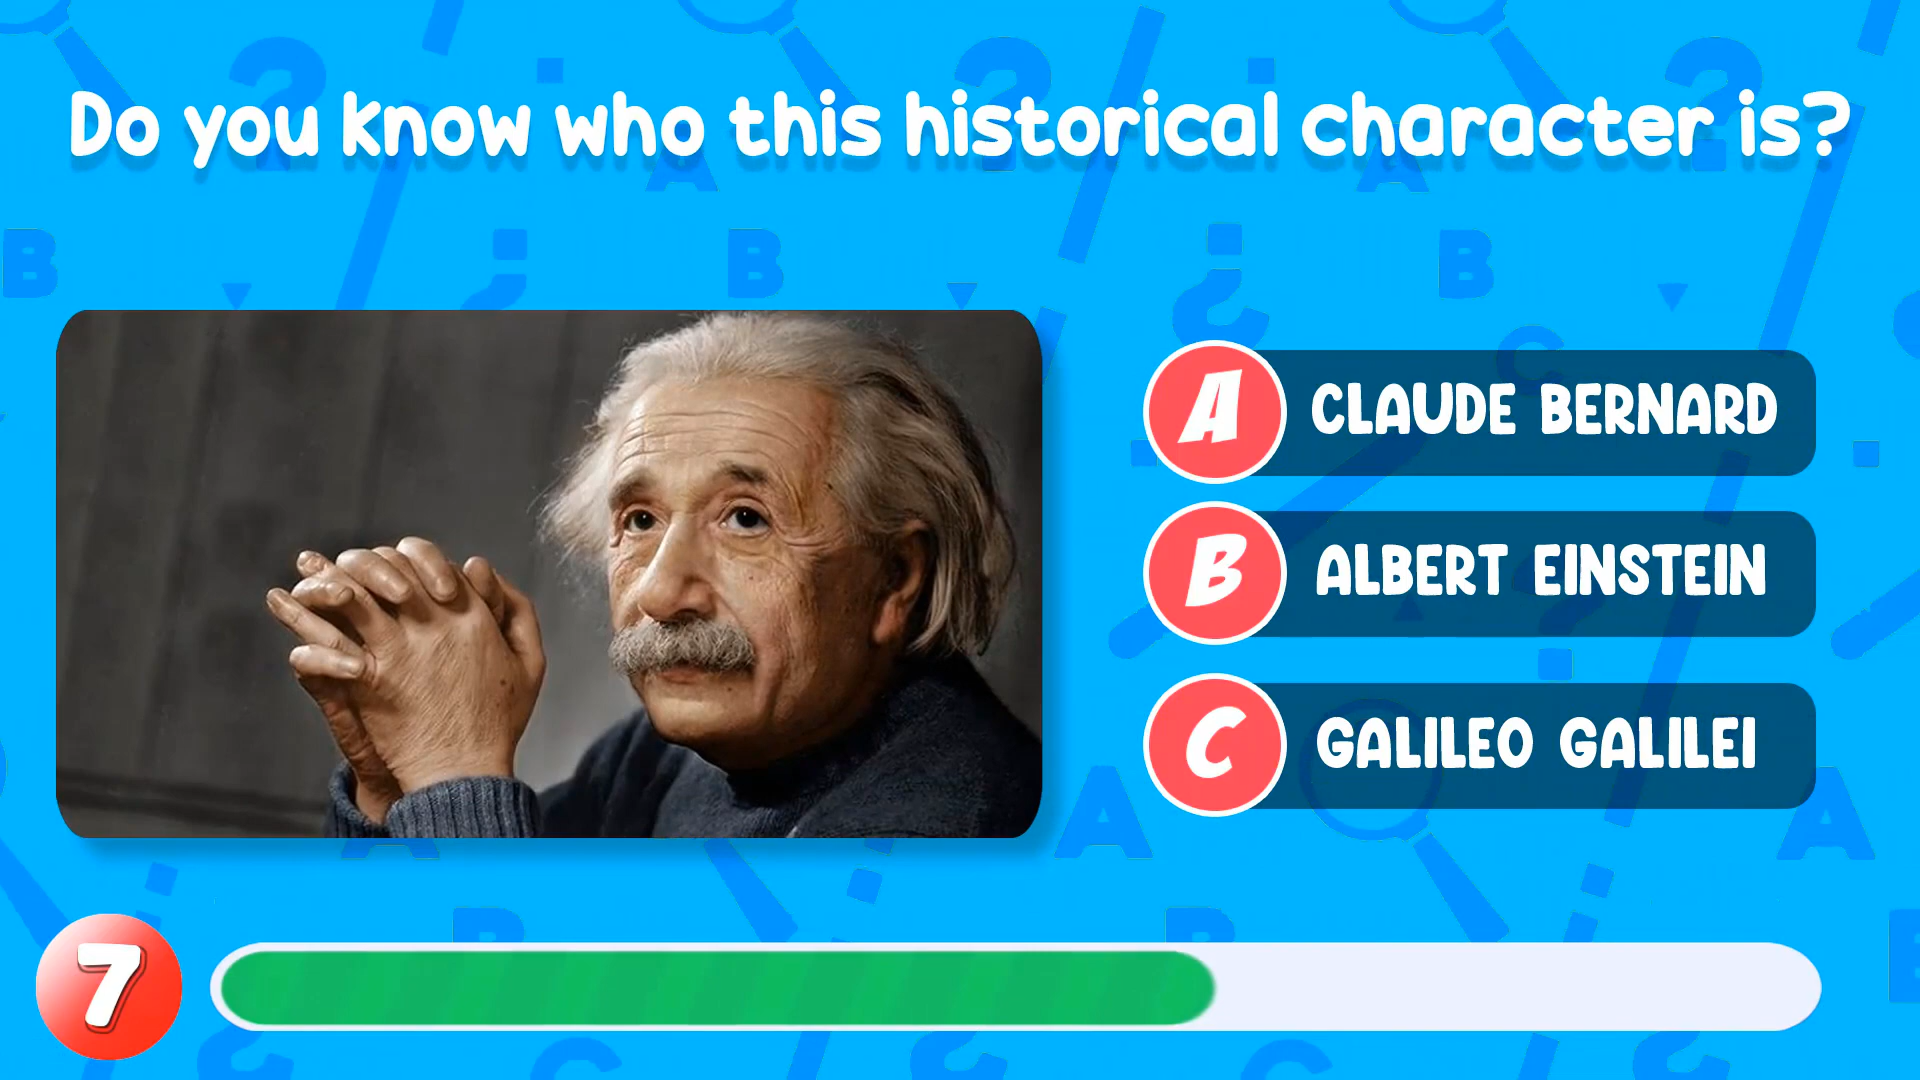 Do you know who this historical character is?
A CLAUDE BERNARD
B ALBERT EINSTEIN
C GALILEO GALILEI
7